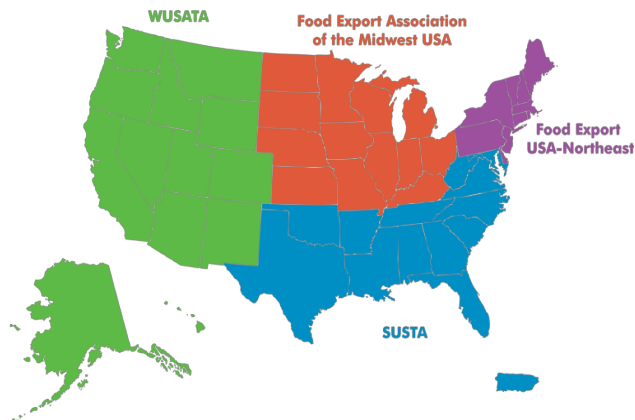 WUSATA
Food Export Association
of the Midwest USA
Food Export
USA-Northeast
SUSTA